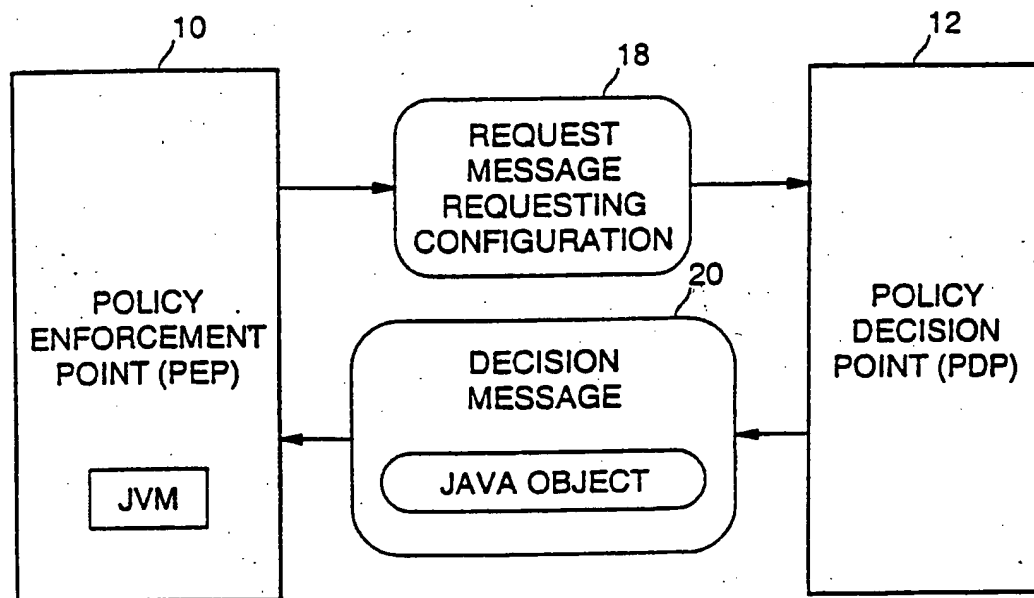 10
12
18
REQUEST
MESSAGE
REQUESTING
CONFIGURATION
20
POLICY
ENFORCEMENT
POINT (PEP)
DECISION
MESSAGE
JAVA OBJECT
JVM
POLICY
DECISION
POINT (PDP)